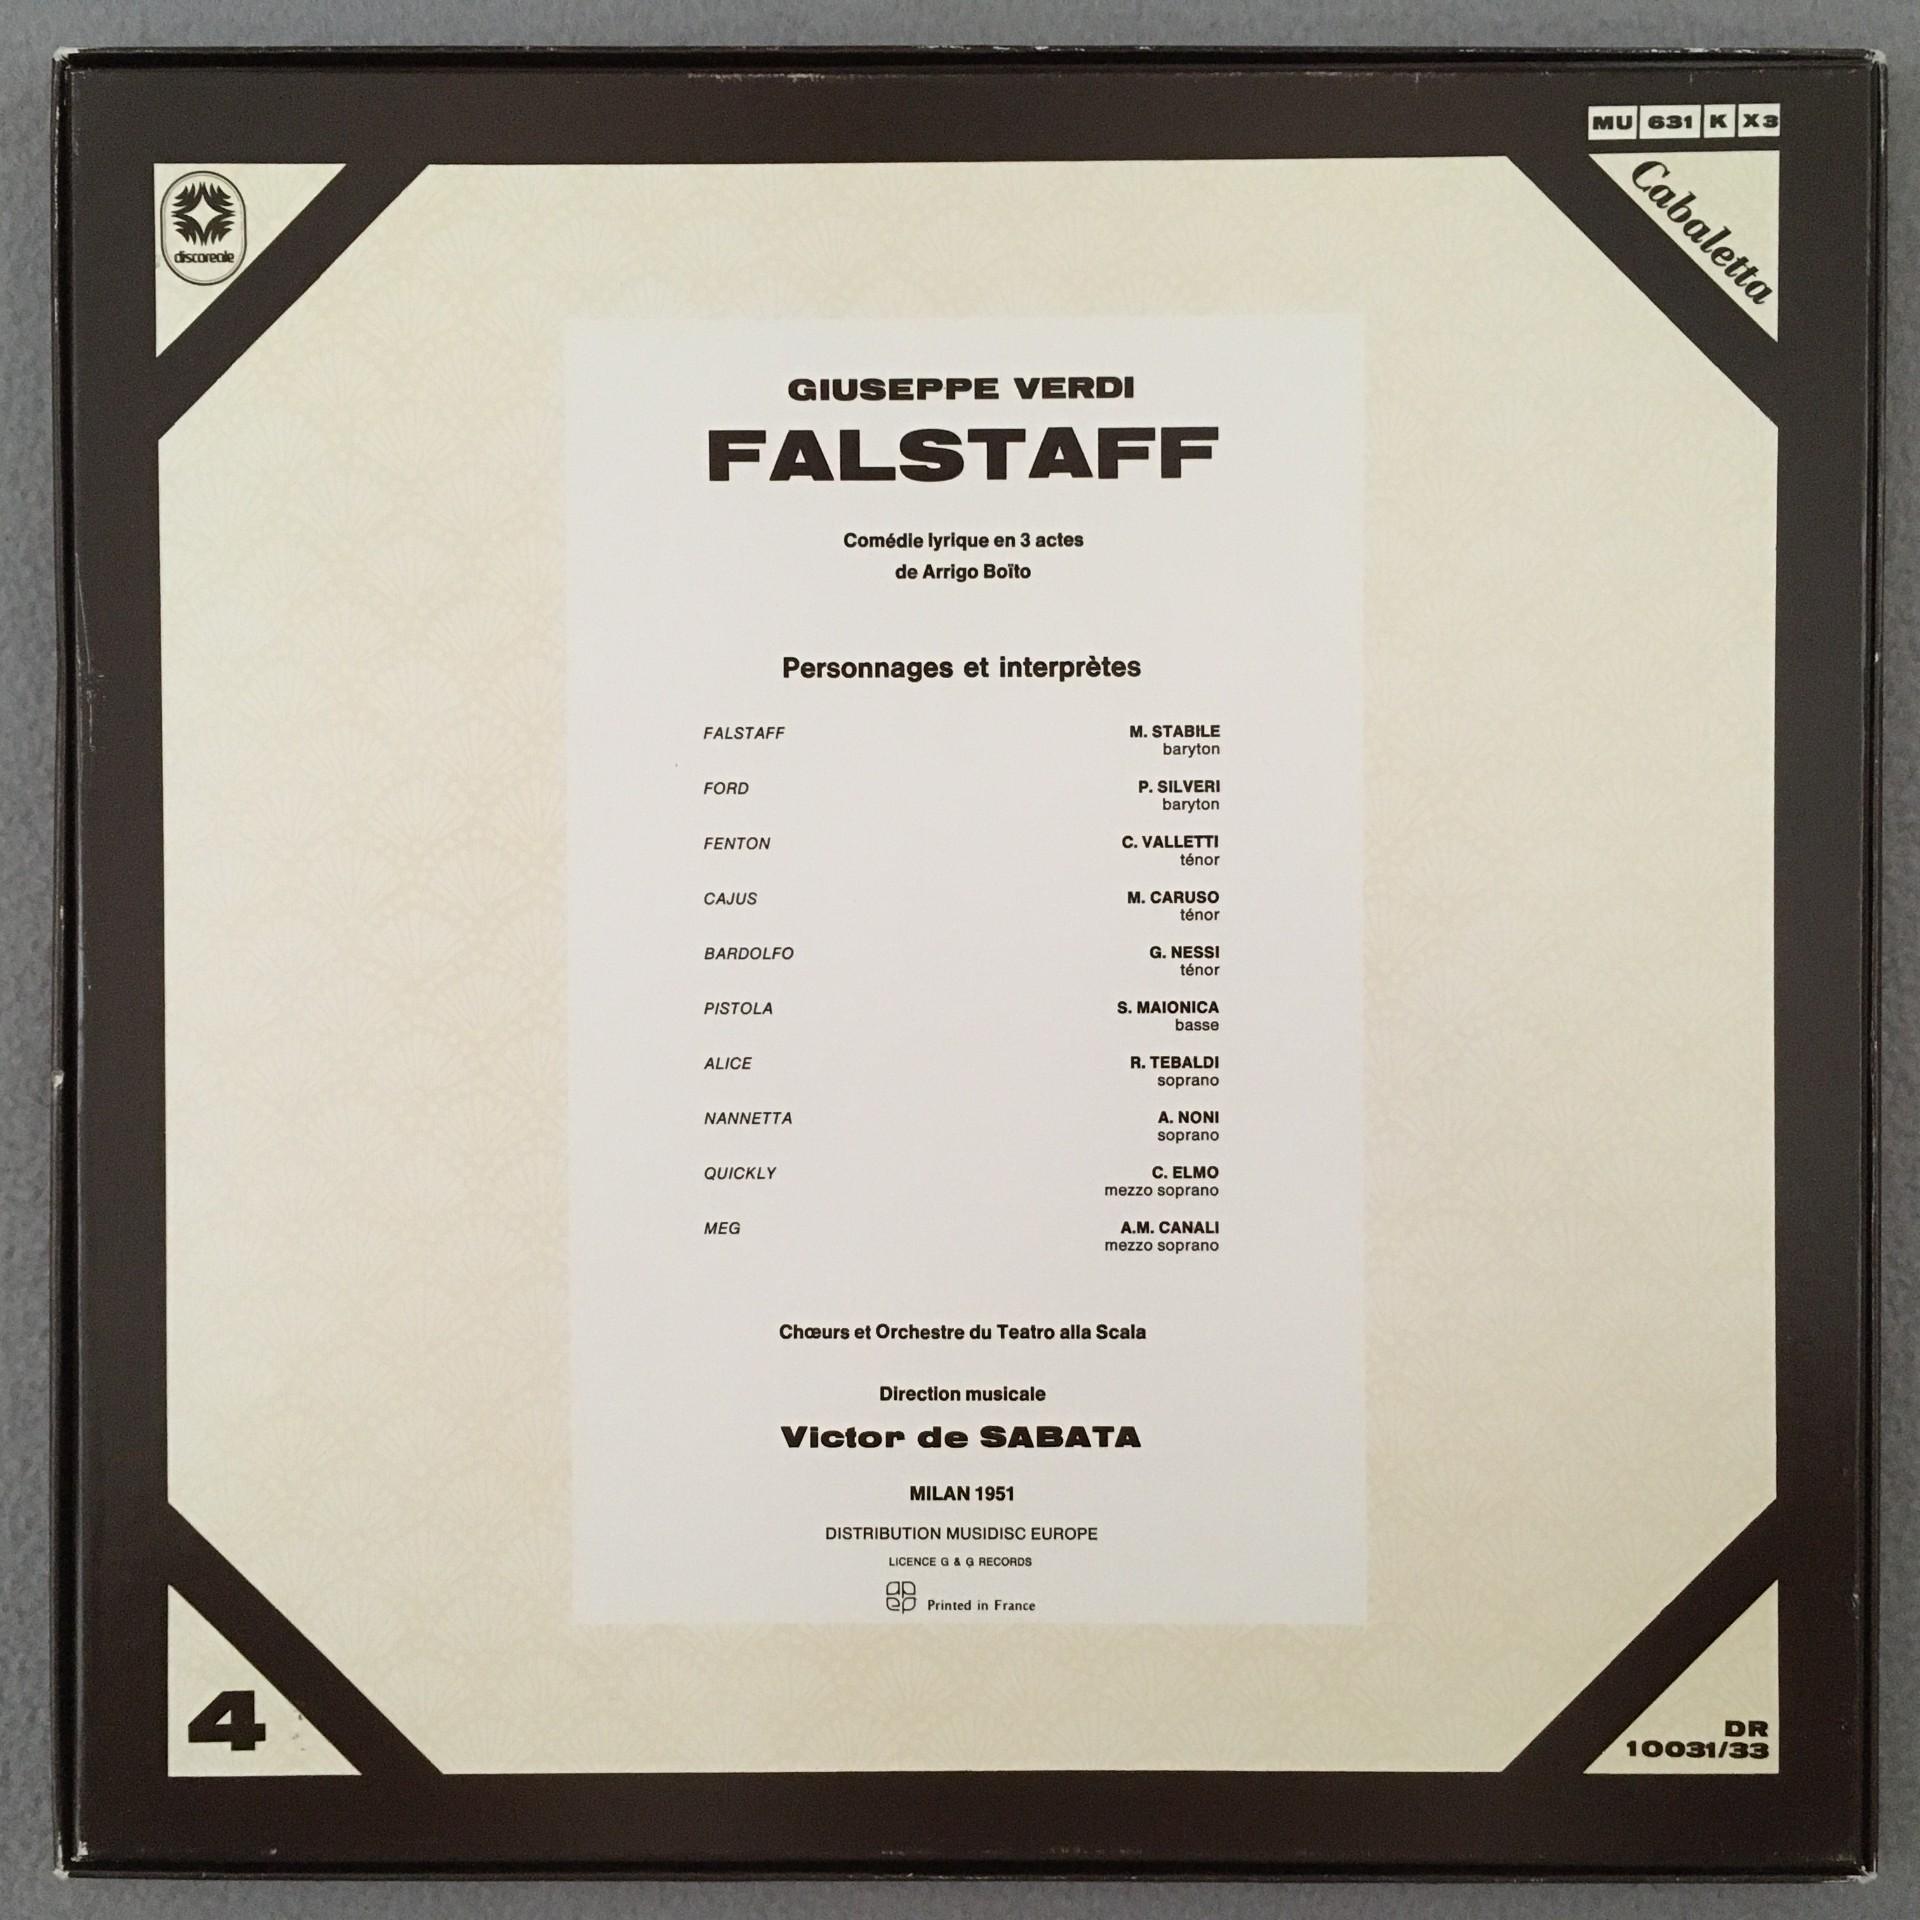 MU 631 K X3
discoreale
Cabaletta
GIUSEPPE VERDI
FALSTAFF
Comédie lyrique en 3 actes
de Arrigo Boïto
Personnages et interprètes
FALSTAFF M. STABILE
baryton
FORD P. SILVERI
baryton
FENTON C. VALLETTI
ténor
CAJUS M. CARUSO
ténor
BARDOLFO G. NESSI
ténor
PISTOLA S. MAIONICA
basse
ALICE R. TEBALDI
soprano
NANNETTA A. NONI
soprano
QUICKLY C. ELMO
mezzo soprano
MEG A.M. CANALI
mezzo soprano
Chœurs et Orchestre du Teatro alla Scala
Direction musicale
Victor de SABATA
MILAN 1951
DISTRIBUTION MUSIDISC EUROPE
LICENCE G & G RECORDS
Printed in France
4
DR
10031/33